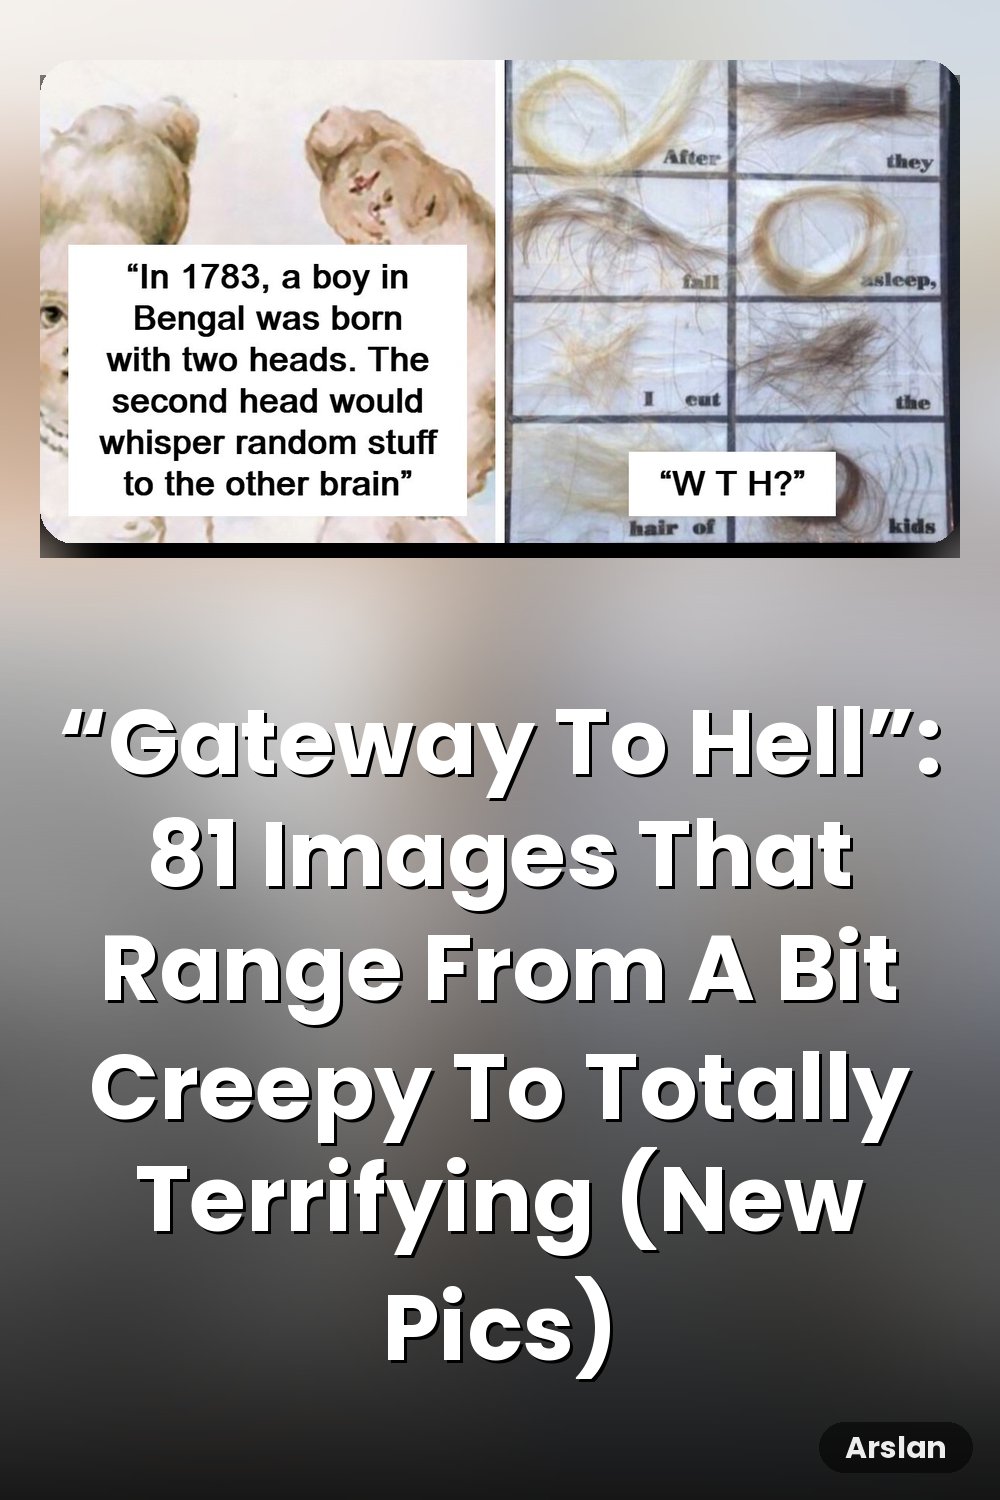 “In 1783, a boy in
Bengal was born
with two heads. The
second head would
whisper random stuff
to the other brain”
After they
fall asleep,
I cut the
hair of kids
“W T H?”
“Gateway To Hell”:
81 Images That
Range From A Bit
Creepy To Totally
Terrifying (New
Pics)
Arslan